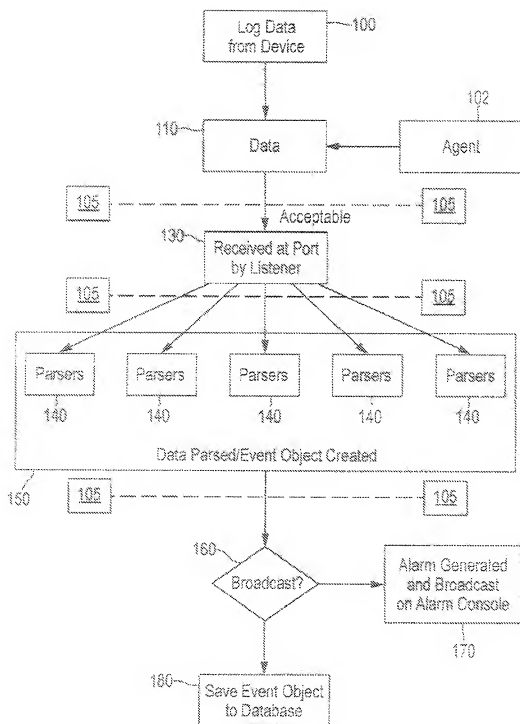 Log Data
from Device
100
110
Data
102
Agent
105
105
Acceptable
130
Received at Port
by Listener
105
105
Parsers
Parsers
Parsers
Parsers
Parsers
140
140
140
140
140
Data Parsed/Event Object Created
150
105
105
160
Broadcast?
Alarm Generated
and Broadcast
on Alarm Console
170
180
Save Event Object
to Database